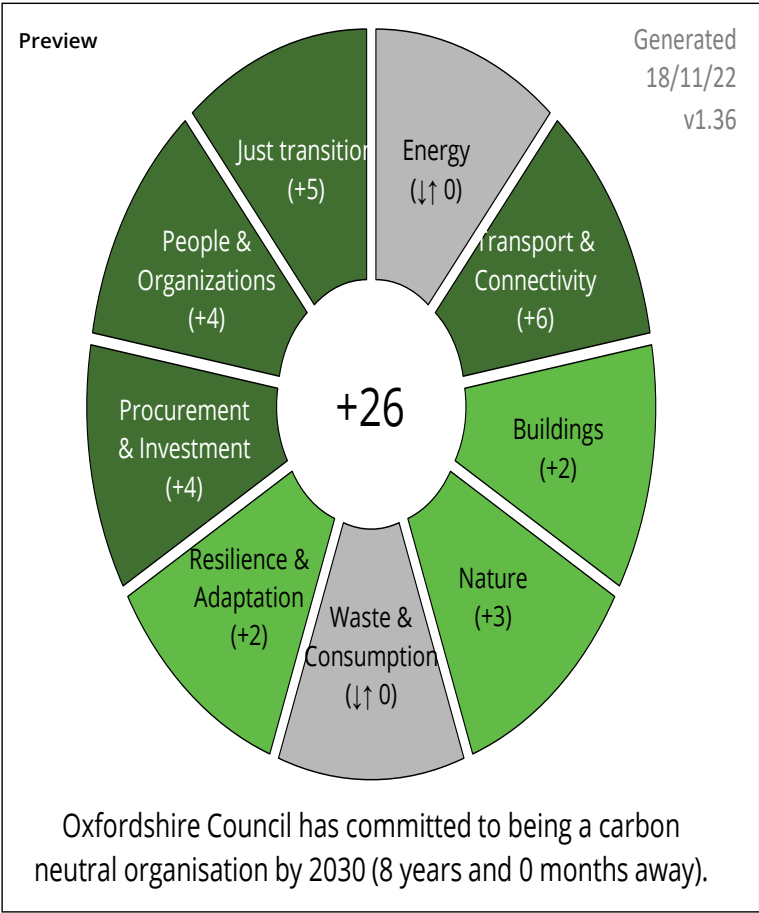 Preview
Generated
18/11/22
v1.36
Just transition
(+5)
Energy
(↓↑ 0)
Transport &
Connectivity
(+6)
Buildings
(+2)
Nature
(+3)
Waste &
Consumption
(↓↑ 0)
Resilience &
Adaptation
(+2)
Procurement
& Investment
(+4)
People &
Organizations
(+4)
+26
Oxfordshire Council has committed to being a carbon
neutral organisation by 2030 (8 years and 0 months away).